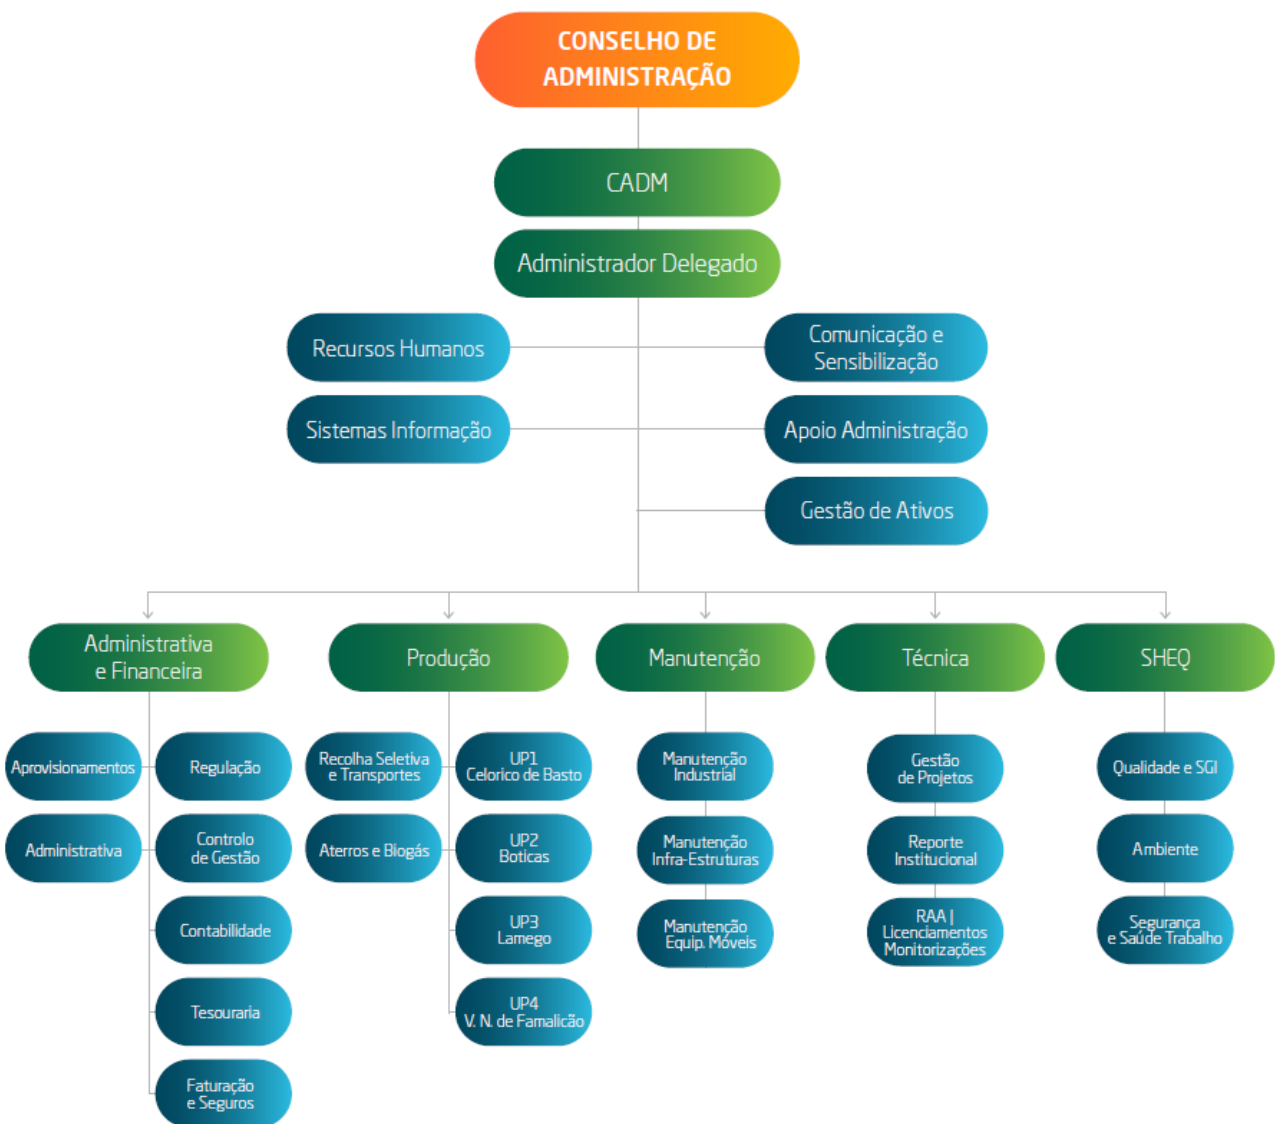 CONSELHO DE
ADMINISTRAÇÃO
CADM
Administrador Delegado
Recursos Humanos
Comunicação e
Sensibilização
Sistemas Informação
Apoio Administração
Gestão de Ativos
Administrativa
e Financeira
Produção
Manutenção
Técnica
SHEQ
Aprovisionamentos
Regulação
Administrativa
Controlo
de Gestão
Contabilidade
Tesouraria
Faturação
e Seguros
Recolha Seletiva
e Transportes
UP1
Celorico de Basto
Aterros e Biogás
UP2
Boticas
UP3
Lamego
UP4
V. N. de Famalicão
Manutenção
Industrial
Manutenção
Infra-Estruturas
Manutenção
Equip. Móveis
Gestão
de Projetos
Reporte
Institucional
RAA |
Licenciamentos
Monitorizações
Qualidade e SGI
Ambiente
Segurança
e Saúde Trabalho